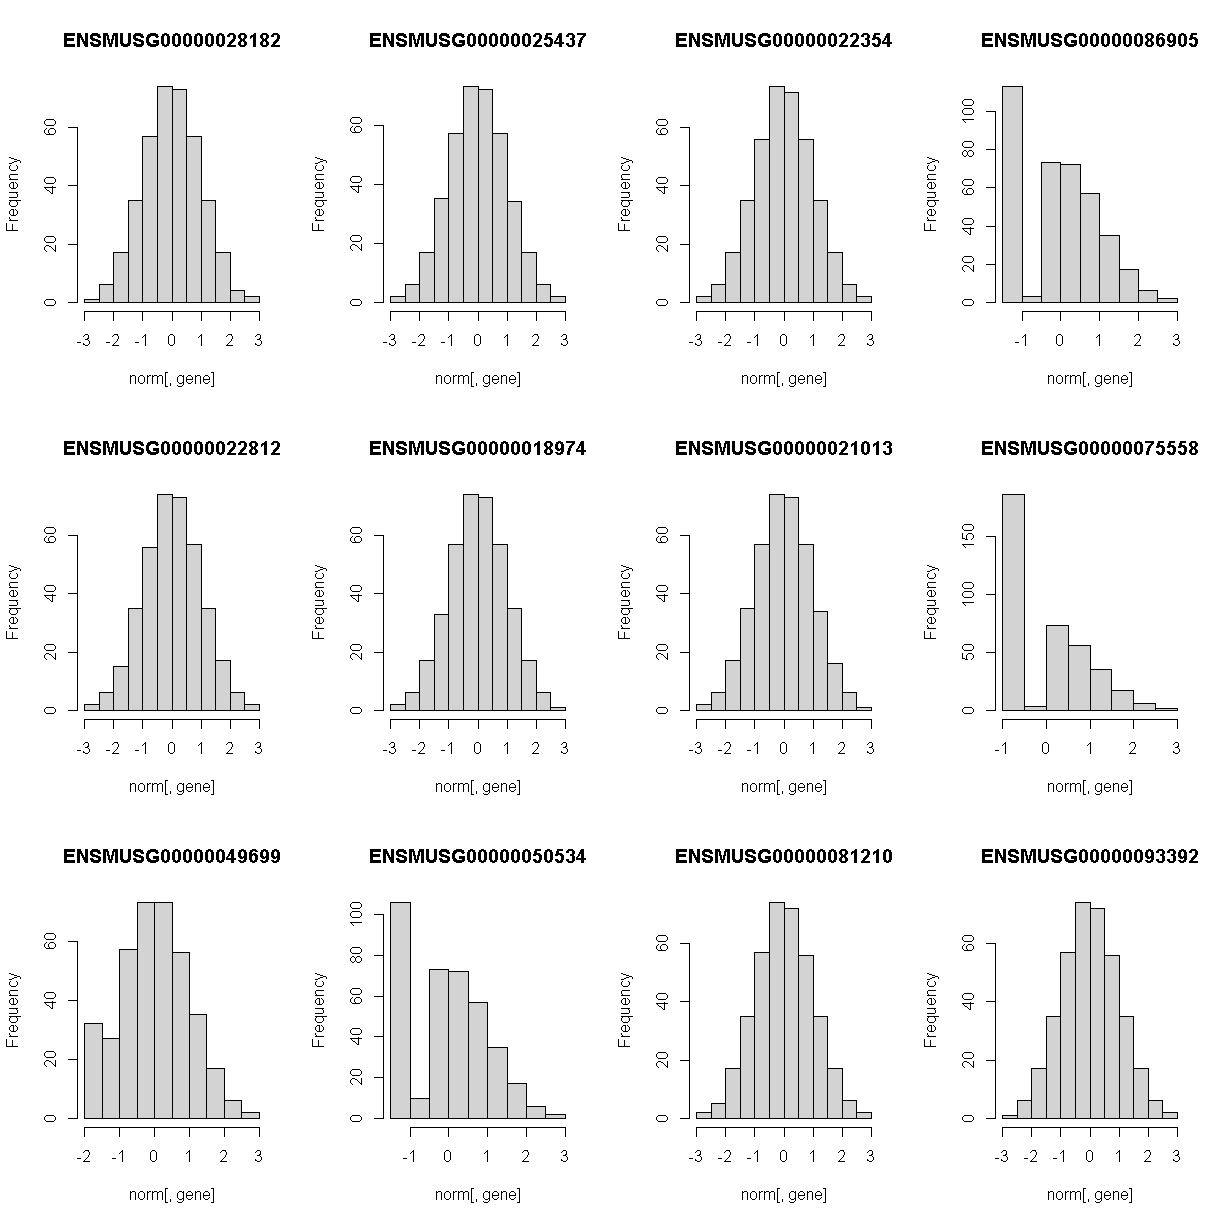 ENSMUSG00000028182
Frequency
0 20 40 60
-3 -2 -1 0 1 2 3
norm[, gene]
ENSMUSG00000025437
Frequency
0 20 40 60
-3 -2 -1 0 1 2 3
norm[, gene]
ENSMUSG00000022354
Frequency
0 20 40 60
-3 -2 -1 0 1 2 3
norm[, gene]
ENSMUSG00000086905
Frequency
0 20 40 60 80 100
-1 0 1 2 3
norm[, gene]
ENSMUSG00000022812
Frequency
0 20 40 60
-3 -2 -1 0 1 2 3
norm[, gene]
ENSMUSG00000018974
Frequency
0 20 40 60
-3 -2 -1 0 1 2 3
norm[, gene]
ENSMUSG00000021013
Frequency
0 20 40 60
-3 -2 -1 0 1 2 3
norm[, gene]
ENSMUSG00000075558
Frequency
0 50 100 150
-1 0 1 2 3
norm[, gene]
ENSMUSG00000049699
Frequency
0 20 40 60
-2 -1 0 1 2 3
norm[, gene]
ENSMUSG00000050534
Frequency
0 20 40 60 80 100
-1 0 1 2 3
norm[, gene]
ENSMUSG00000081210
Frequency
0 20 40 60
-3 -2 -1 0 1 2 3
norm[, gene]
ENSMUSG00000093392
Frequency
0 20 40 60
-3 -2 -1 0 1 2 3
norm[, gene]